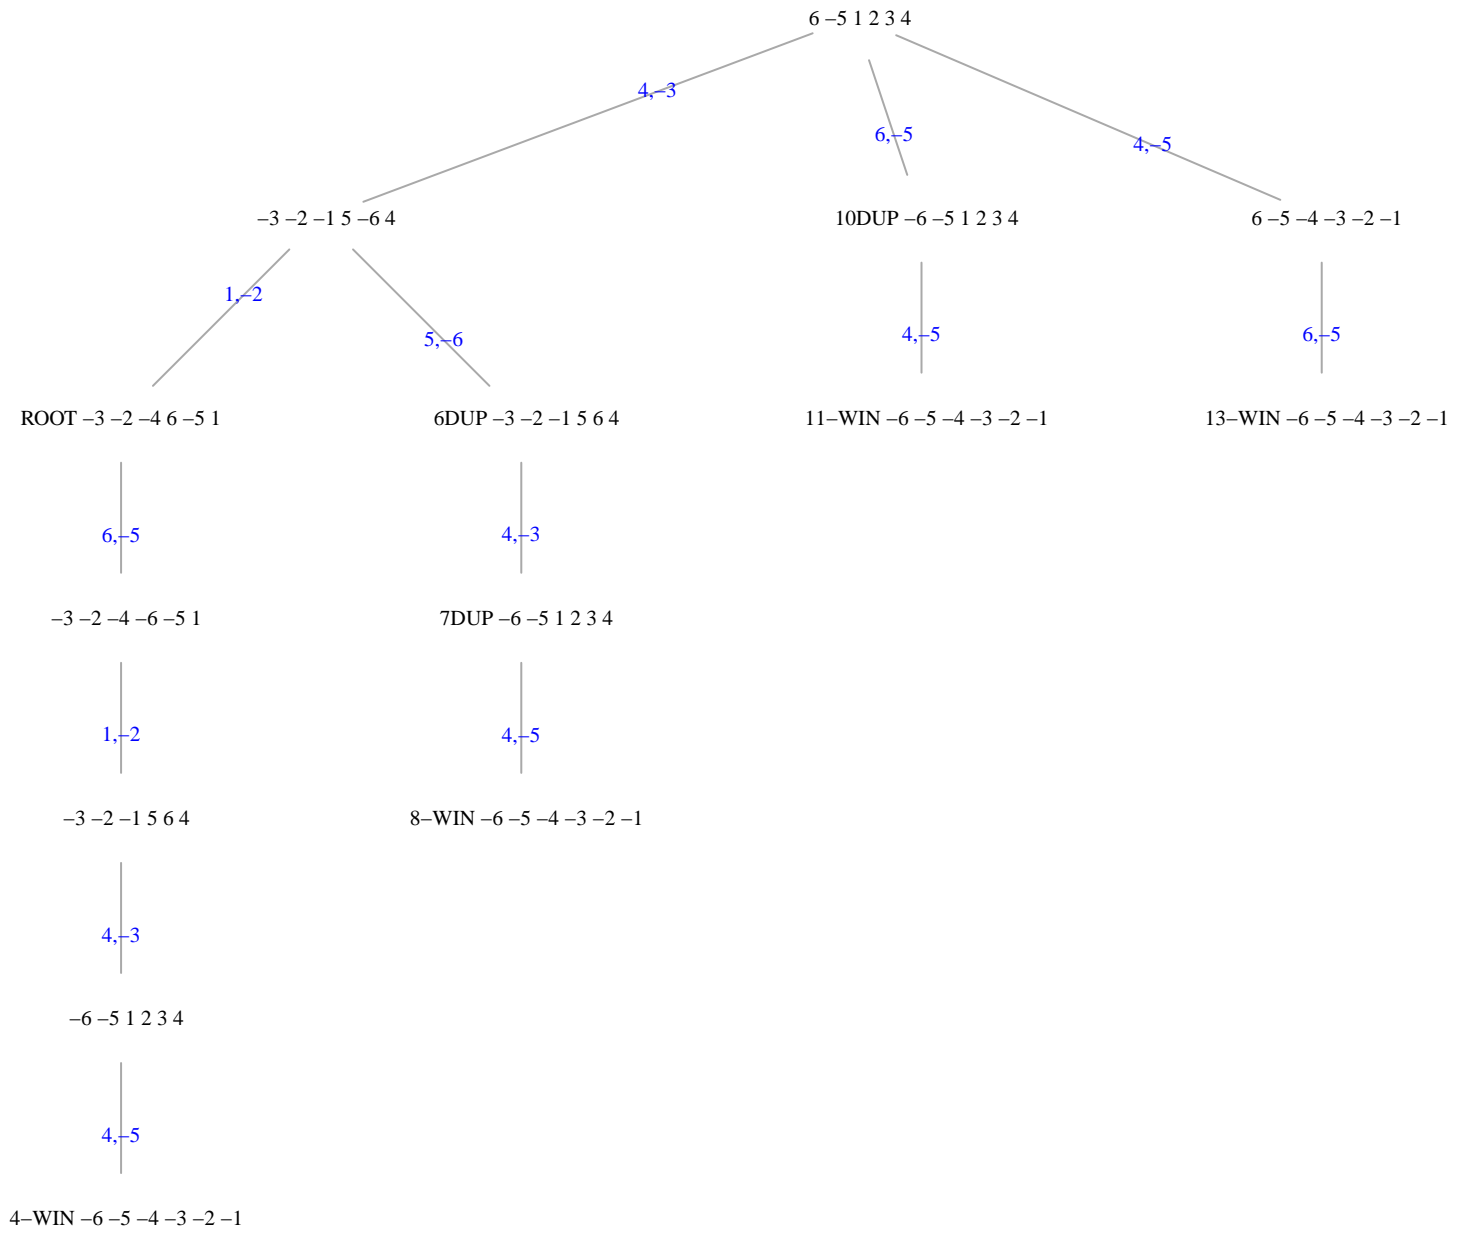 6 –5 1 2 3 4
4,–3
6,–5
4,–5
–3 –2 –1 5 –6 4
10DUP –6 –5 1 2 3 4
6 –5 –4 –3 –2 –1
1,–2
5,–6
4,–5
6,–5
ROOT –3 –2 –4 6 –5 1
6DUP –3 –2 –1 5 6 4
11–WIN –6 –5 –4 –3 –2 –1
13–WIN –6 –5 –4 –3 –2 –1
6,–5
4,–3
–3 –2 –4 –6 –5 1
7DUP –6 –5 1 2 3 4
1,–2
4,–5
–3 –2 –1 5 6 4
8–WIN –6 –5 –4 –3 –2 –1
4,–3
–6 –5 1 2 3 4
4,–5
4–WIN –6 –5 –4 –3 –2 –1